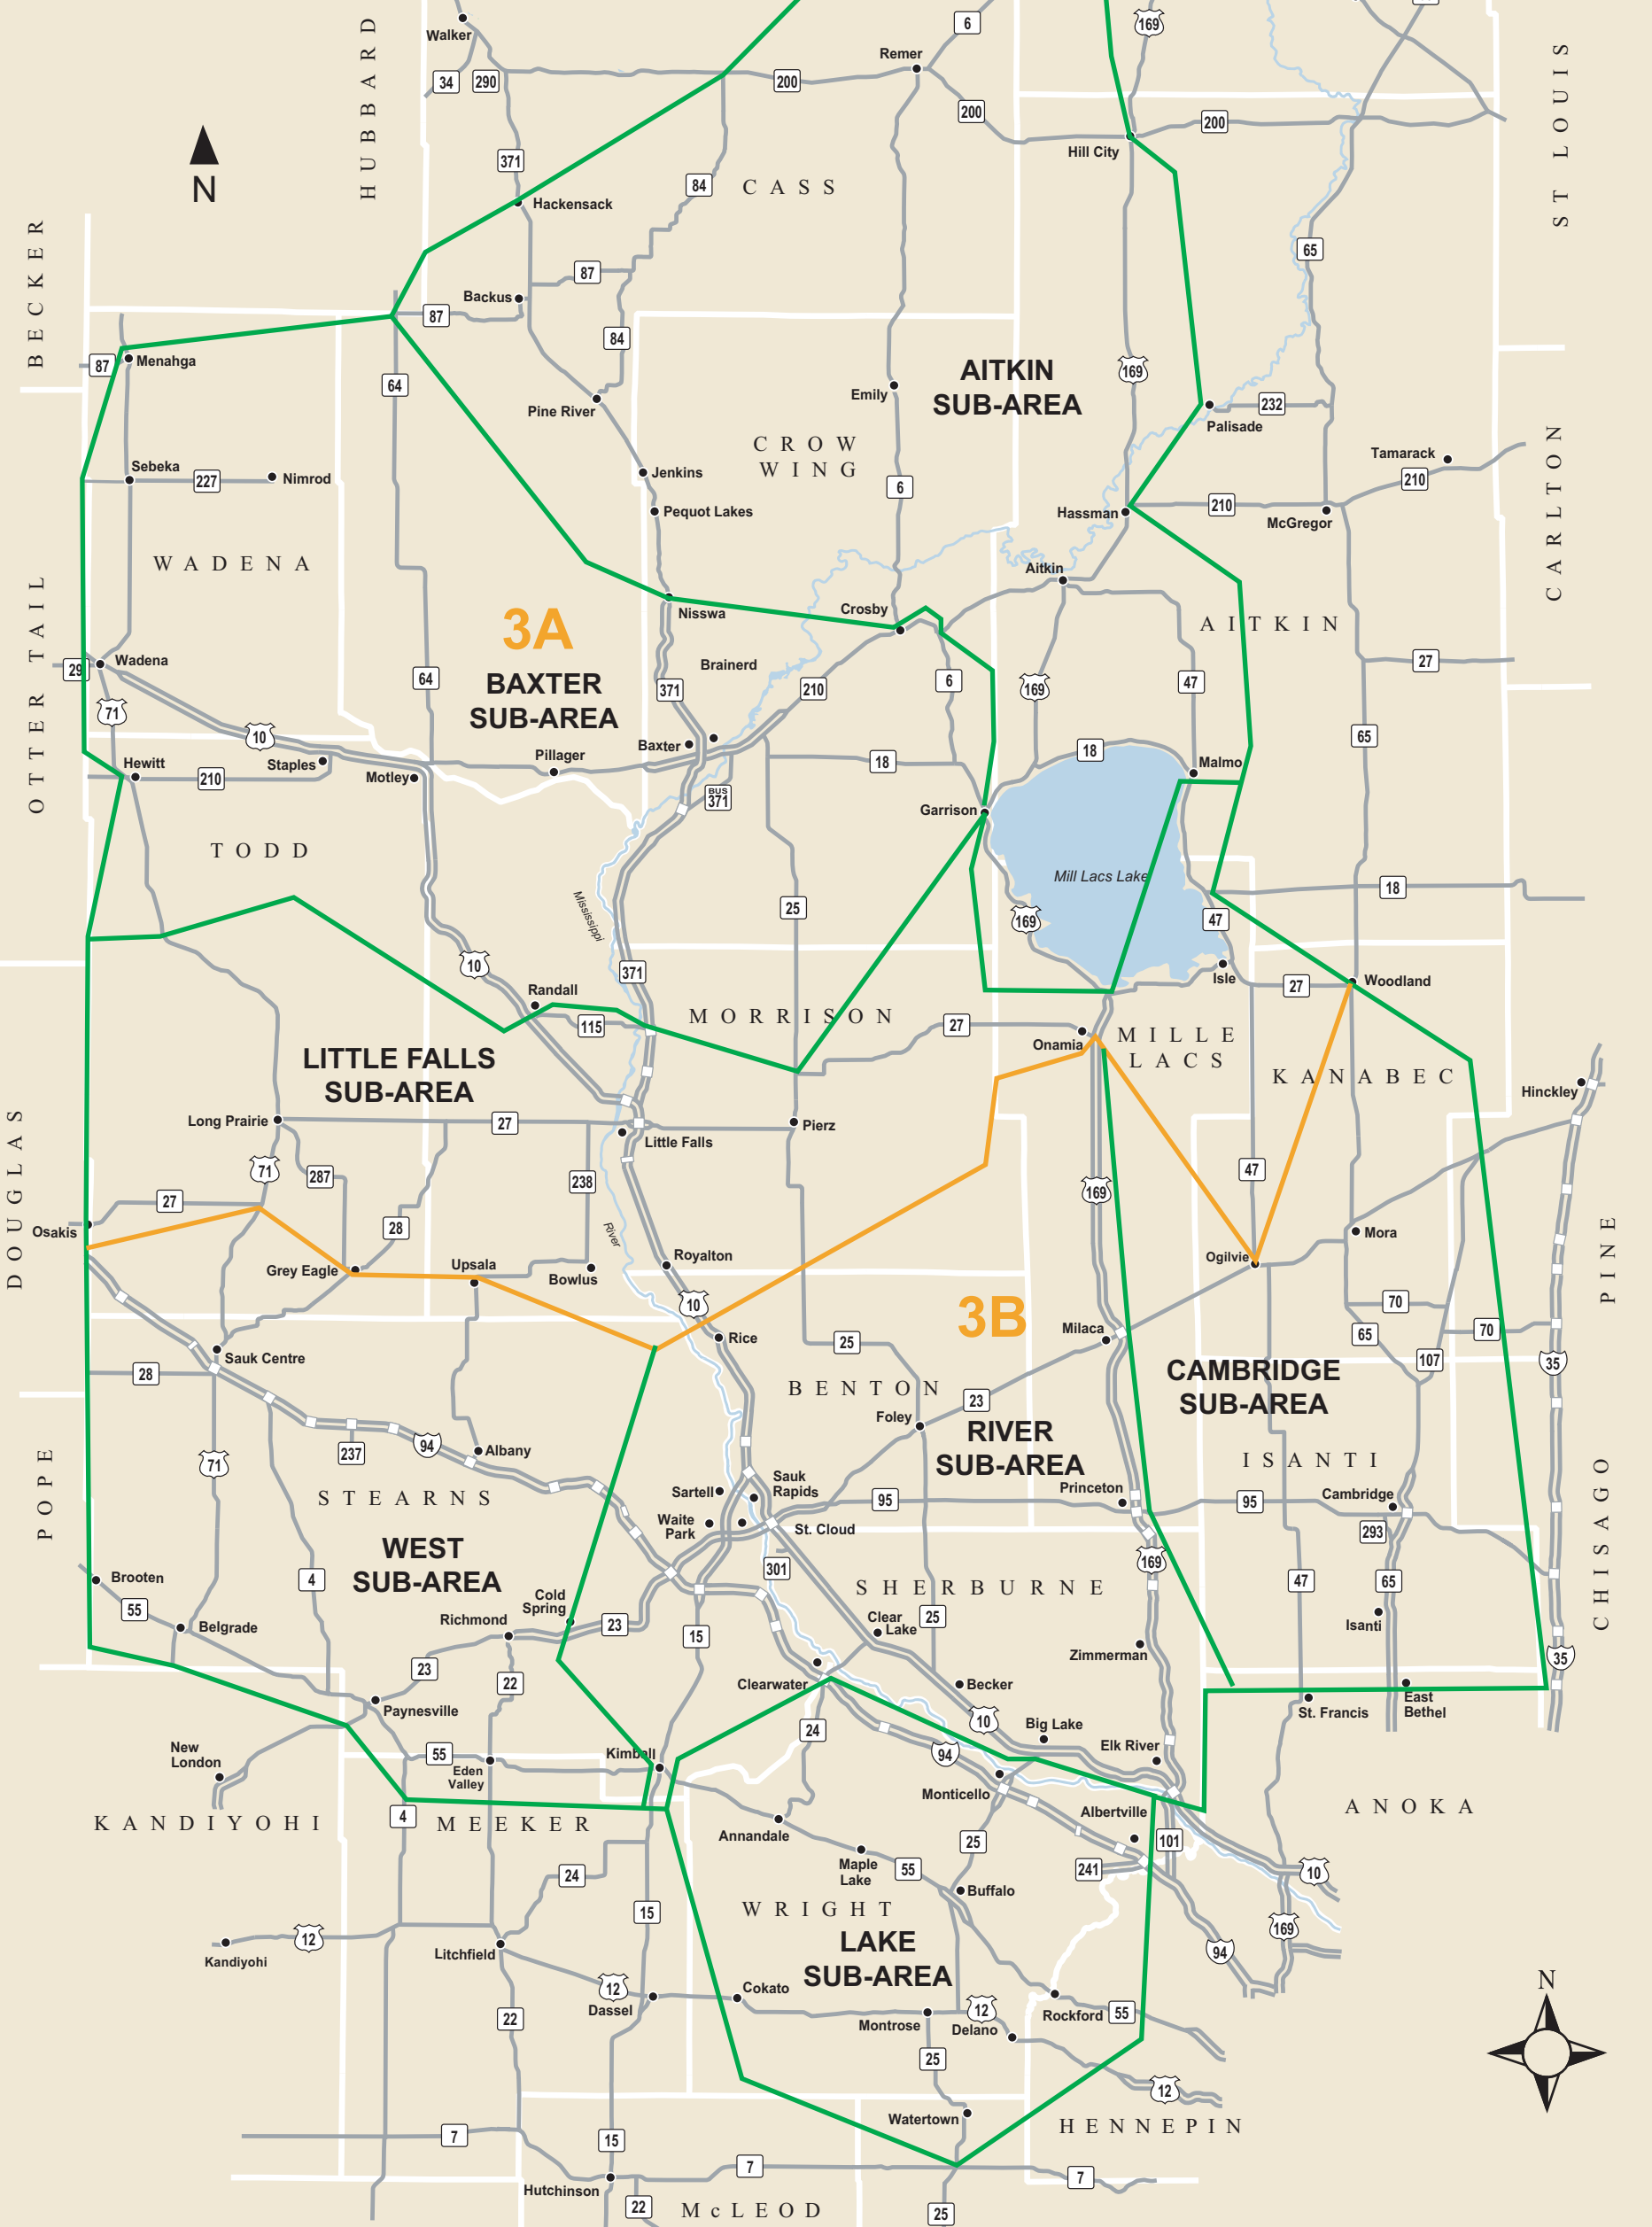 Walker
HUBBARD
34
290
200
Remer
6
169
200
200
Hill City
ST LOUIS
371
84
CASS
N
Hackensack
65
BECKER
87
Backus
87
84
87
Menahga
64
AITKIN
SUB-AREA
169
Emily
232
Palisade
Pine River
CROW
WING
Tamarack
210
Sebeka
227
Nimrod
Jenkins
6
Pequot Lakes
Hassman
210
McGregor
CARLTON
WADENA
Aitkin
OTTER TAIL
Nisswa
Crosby
3A
AITKIN
Wadena
29
71
64
BAXTER
SUB-AREA
Brainerd
371
210
6
169
47
27
10
65
Hewitt
210
Staples
Motley
Pillager
Baxter
BUS
371
18
18
Malmo
Garrison
TODD
Mill Lacs Lake
18
Mississippi
25
169
47
10
371
Isle
27
Woodland
Randall
115
MORRISON
27
Onamia
MILLE
LACS
KANABEC
LITTLE FALLS
SUB-AREA
Hinckley
Long Prairie
27
Little Falls
Pierz
DOUGLAS
71
287
238
47
27
169
Osakis
28
River
Mora
PINE
Grey Eagle
Upsala
Bowlus
Royalton
Ogilvie
10
3B
70
Rice
25
Milaca
65
70
Sauk Centre
28
107
35
BENTON
CAMBRIDGE
SUB-AREA
23
Foley
RIVER
SUB-AREA
237
94
Albany
71
ISANTI
POPE
STEARNS
Sartell
Sauk
Rapids
95
Princeton
95
Cambridge
CHISAGO
Waite
Park
St. Cloud
293
WEST
SUB-AREA
301
169
Brooten
4
SHERBURNE
47
65
55
Cold
Spring
Belgrade
Richmond
23
15
Clear
Lake
25
Isanti
Zimmerman
35
23
22
Clearwater
Becker
Paynesville
St. Francis
East
Bethel
24
10
Big Lake
New
London
55
Eden
Valley
Kimball
94
Elk River
Monticello
KANDIYOHI
4
MEEKER
Albertville
ANOKA
Annandale
25
101
Maple
Lake
55
241
24
10
Buffalo
15
WRIGHT
169
12
Kandiyohi
Litchfield
LAKE
SUB-AREA
94
12
Dassel
Cokato
N
22
Montrose
12
Delano
Rockford
55
25
12
Watertown
HENNEPIN
7
15
7
7
Hutchinson
22
McLEOD
25